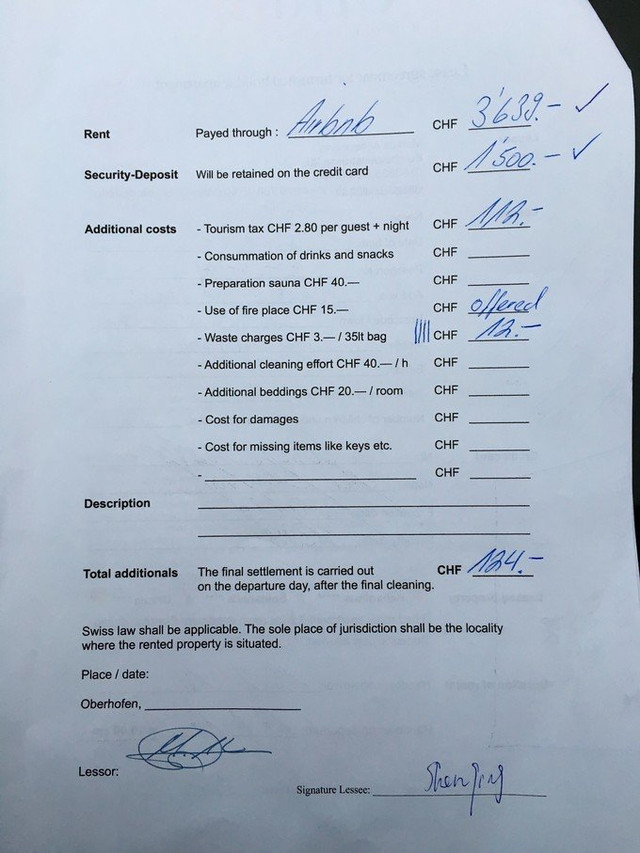 Rent Payed through : Airbnb CHF 3'639.- ✓
Security-Deposit Will be retained on the credit card CHF 1'500.- ✓
Additional costs - Tourism tax CHF 2.80 per guest + night CHF 112.-
- Consummation of drinks and snacks CHF
- Preparation sauna CHF 40.—
CHF
- Use of fire place CHF 15.— CHF offered
- Waste charges CHF 3.— / 35lt bag |||| CHF 12.-
- Additional cleaning effort CHF 40.— / h CHF
- Additional beddings CHF 20.— / room CHF
- Cost for damages CHF
- Cost for missing items like keys etc. CHF
- CHF
Description
Total additionals The final settlement is carried out CHF 124.-
on the departure day, after the final cleaning.
Swiss law shall be applicable. The sole place of jurisdiction shall be the locality
where the rented property is situated.
Place / date:
Oberhofen,
Lessor:
Signature Lessee: